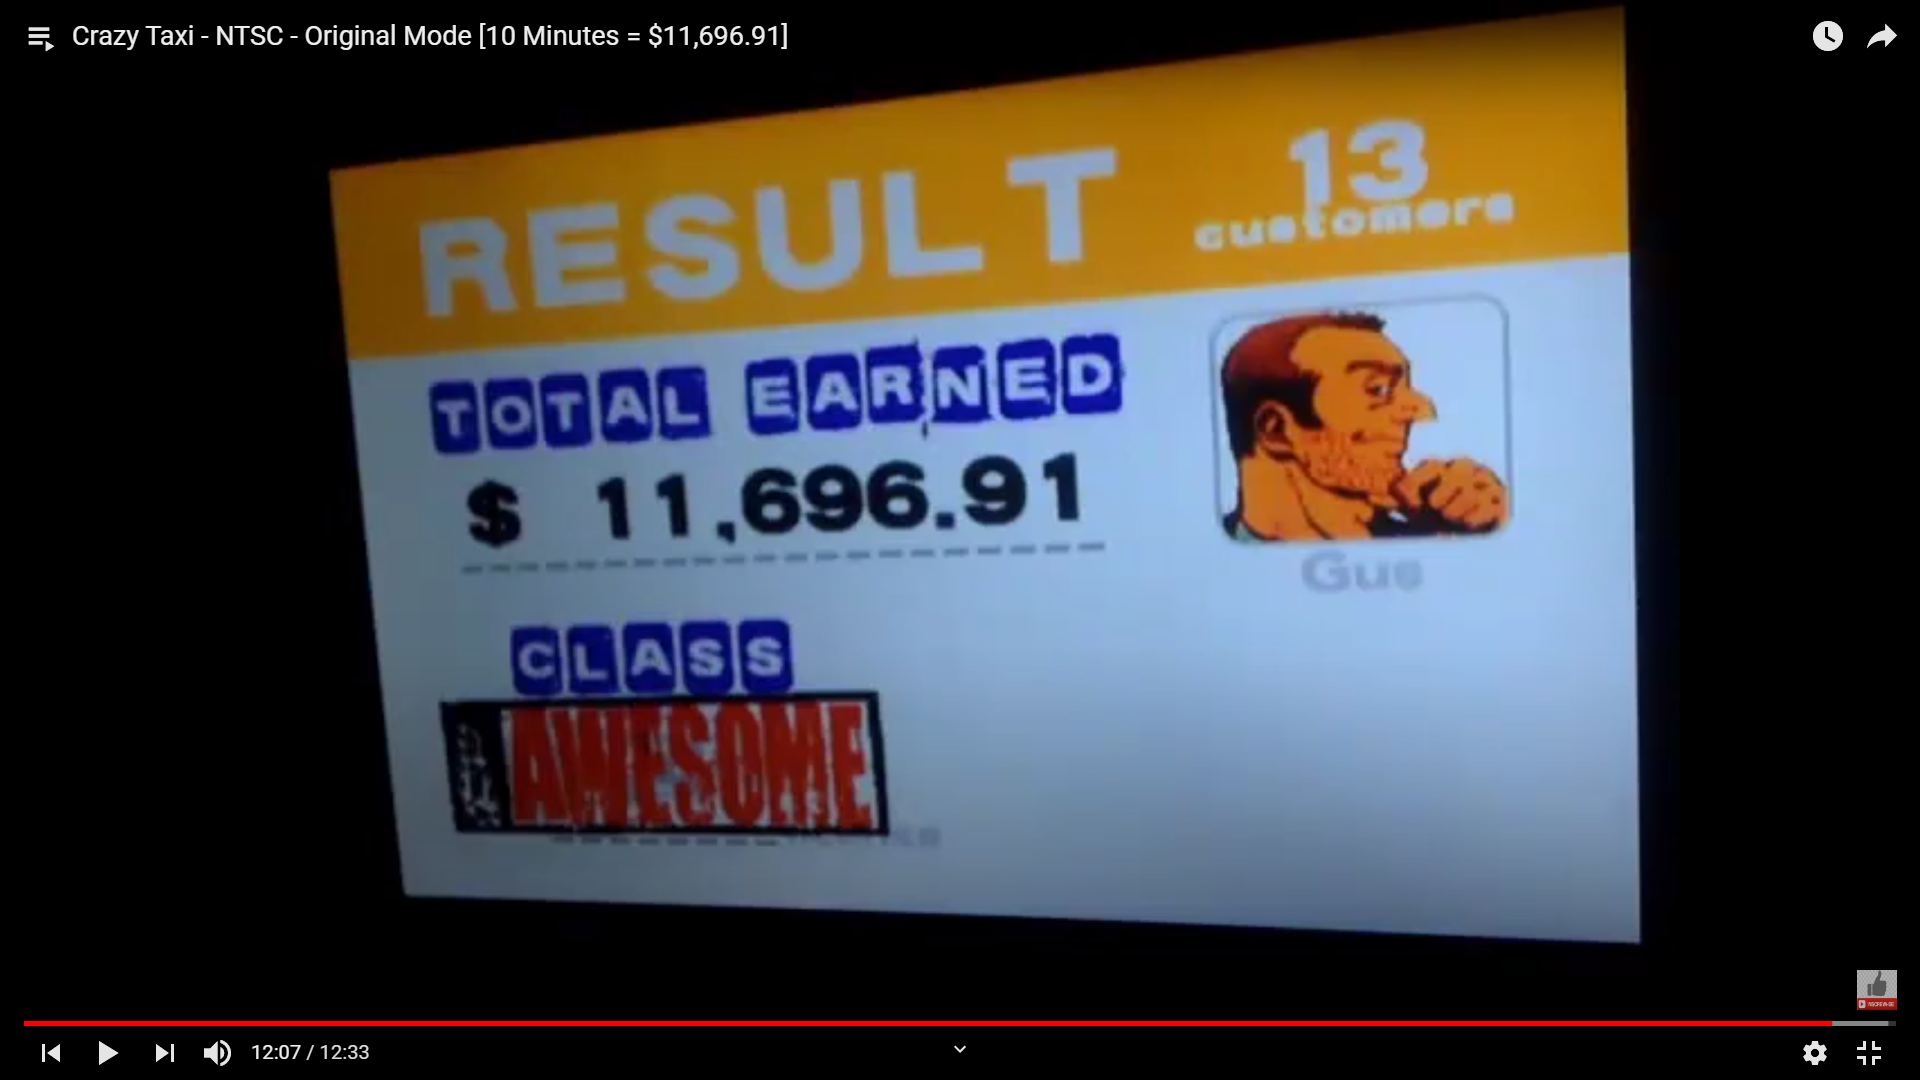 Crazy Taxi - NTSC - Original Mode [10 Minutes = $11,696.91]
RESULT
13
customers
TOTAL EARNED
$ 11,696.91
Gus
CLASS
AWESOME
12:07 / 12:33